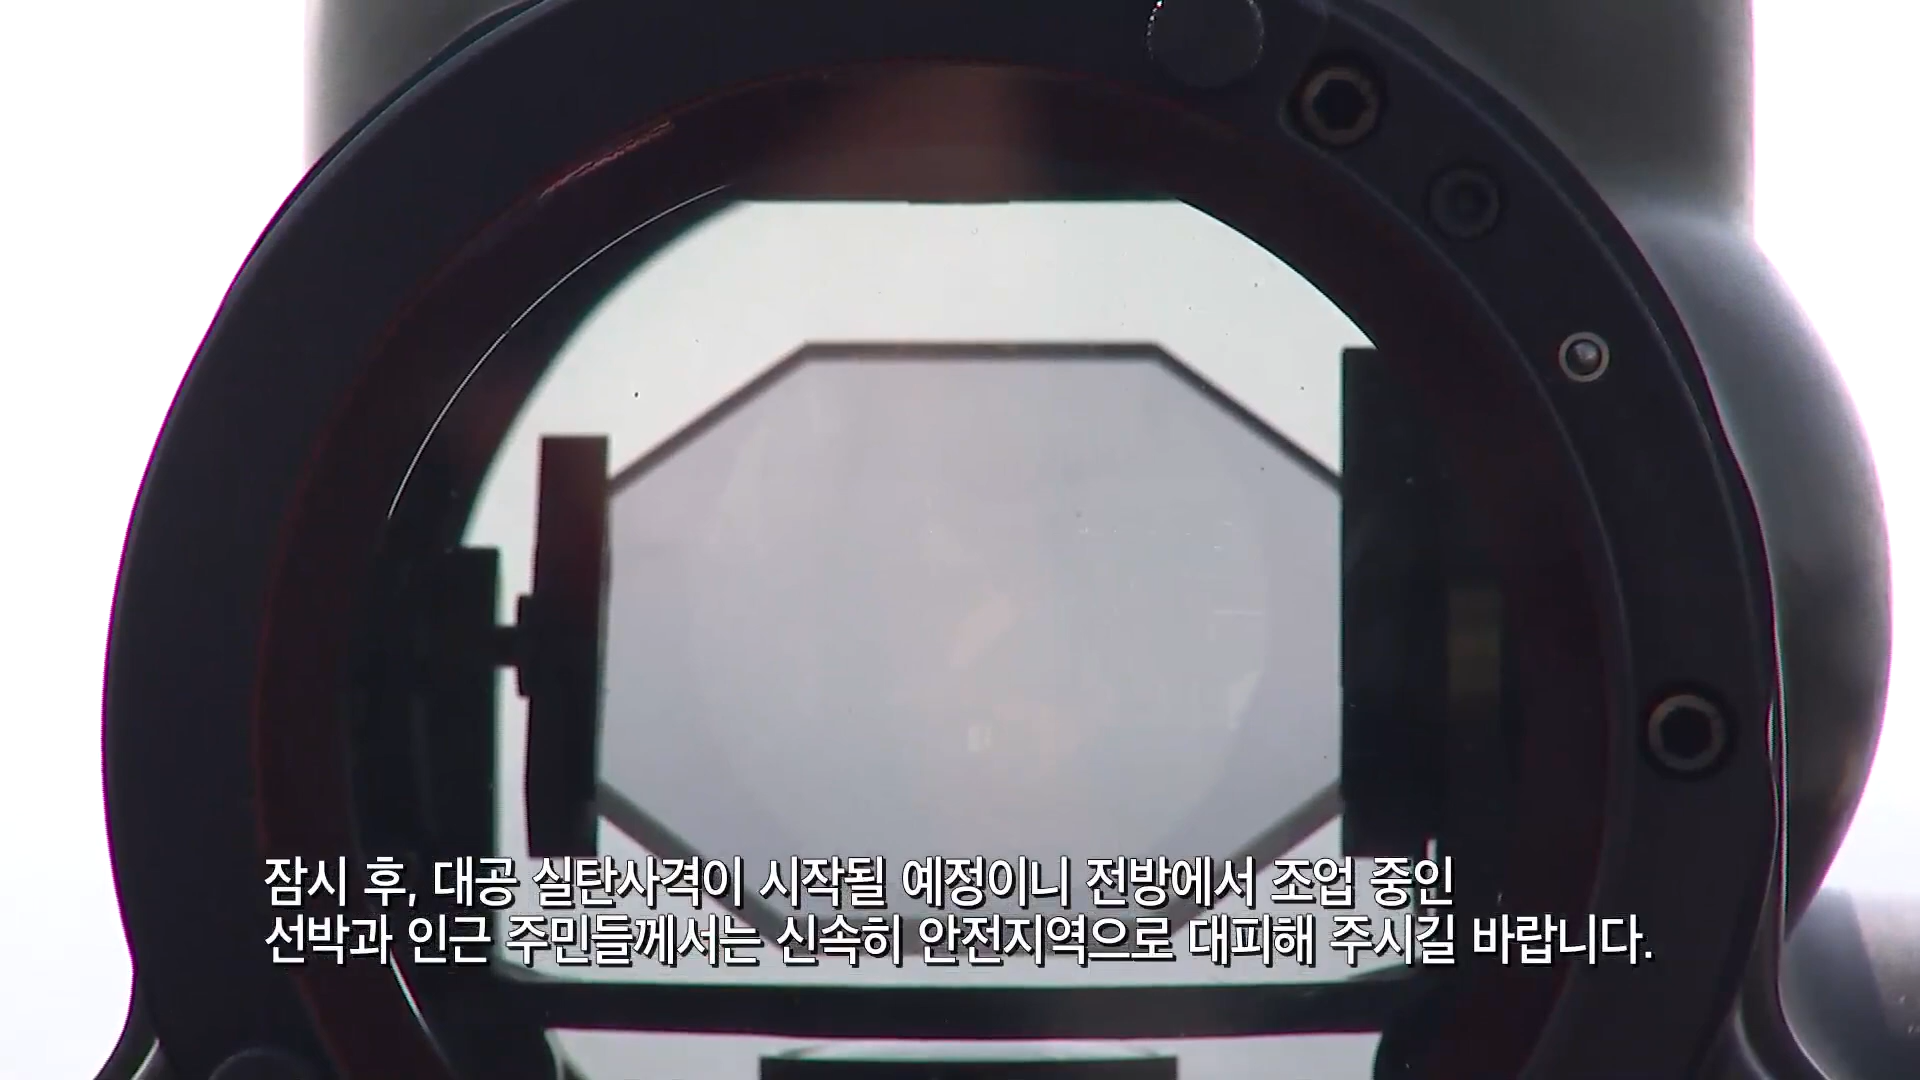 잠시 후, 대공 실탄사격이 시작될 예정이니 전방에서 조업 중인
선박과 인근 주민들께서는 신속히 안전지역으로 대피해 주시길 바랍니다.